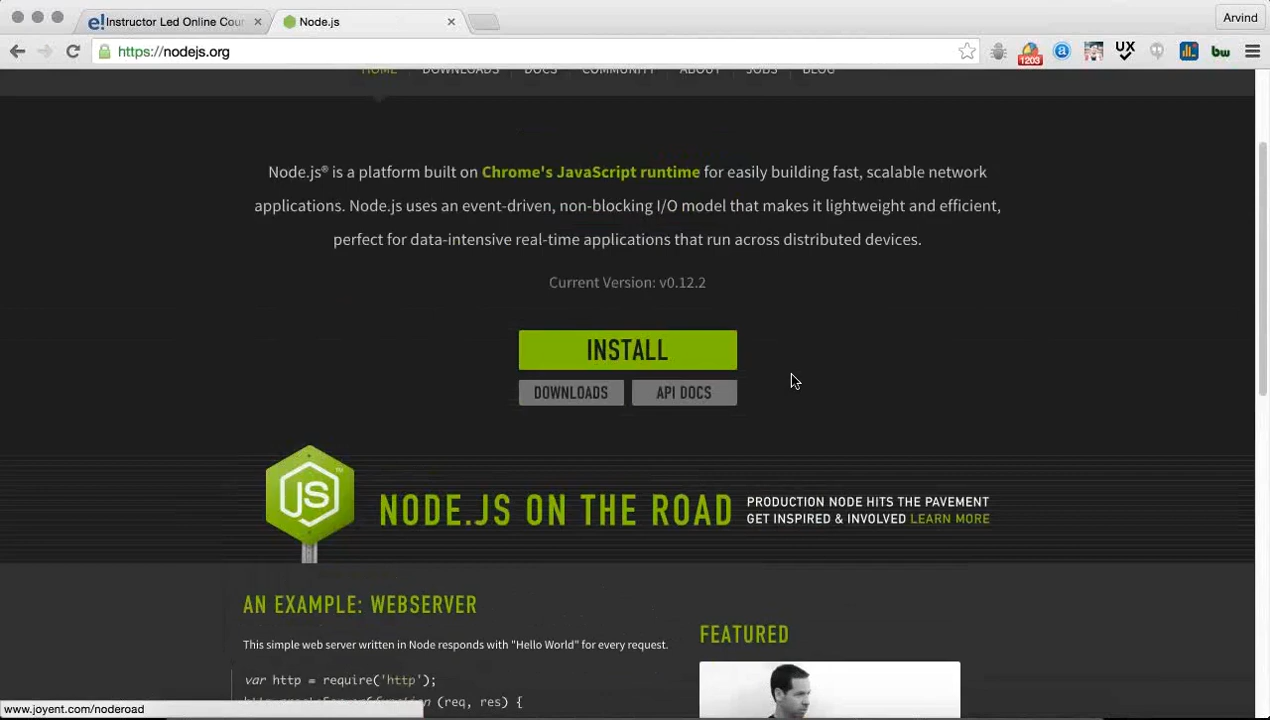 Instructor Led Online Cour
Node.js
Arvind
https://nodejs.org
1203
UX
bw
HOME DOWNLOADS DOCS COMMUNITY ABOUT JOBS BLOG
Node.js® is a platform built on Chrome's JavaScript runtime for easily building fast, scalable network
applications. Node.js uses an event-driven, non-blocking I/O model that makes it lightweight and efficient,
perfect for data-intensive real-time applications that run across distributed devices.
Current Version: v0.12.2
INSTALL
DOWNLOADS API DOCS
JS
NODE.JS ON THE ROAD
PRODUCTION NODE HITS THE PAVEMENT
GET INSPIRED & INVOLVED LEARN MORE
AN EXAMPLE: WEBSERVER
This simple web server written in Node responds with "Hello World" for every request.
var http = require('http');
(req, res) {
FEATURED
www.joyent.com/noderoad